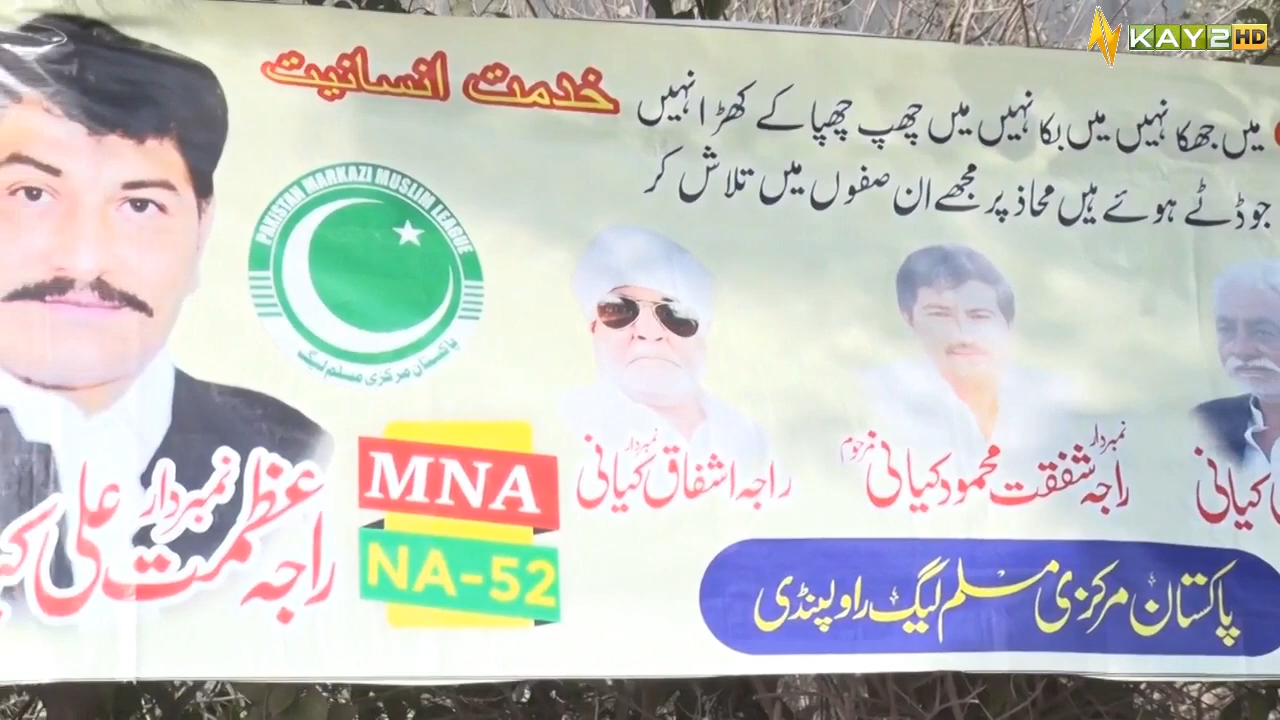 KAY2 HD
خدمت انسانیت
میں جھکا نہیں میں بکا نہیں میں چھپ چھپا کے کھڑا نہیں
جو ڈٹے ہوئے ہیں محاذ پر مجھے ان صفوں میں تلاش کر
PAKISTAN MARKAZI MUSLIM LEAGUE
پاکستان مرکزی مسلم لیگ
نمبردار
راجہ عظمت علی
MNA
NA-52
نمبردار
راجہ اشفاق کیانی
نمبردار
راجہ شفقت محمود کیانی مرحوم
کیانی
پاکستان مرکزی مسلم لیگ راولپنڈی